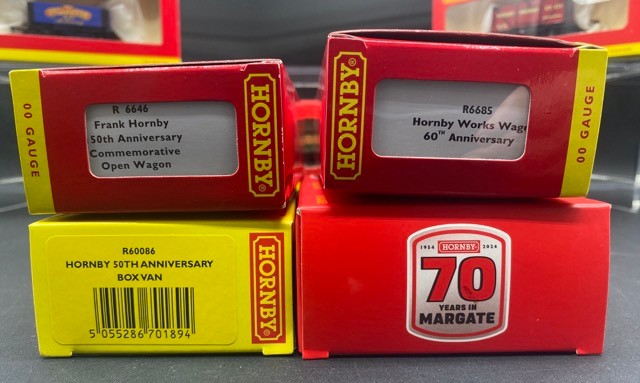 00 GAUGE
R 6646
Frank Hornby
50th Anniversary
Commemorative
Open Wagon
HORNBY®
HORNBY®
R6685
Hornby Works Wag
60TH Anniversary
00 GAUGE
R60086
HORNBY 50TH ANNIVERSARY
BOX VAN
5 055286 701894
HORNBY®
1954 HORNBY 2024
70
YEARS IN
MARGATE